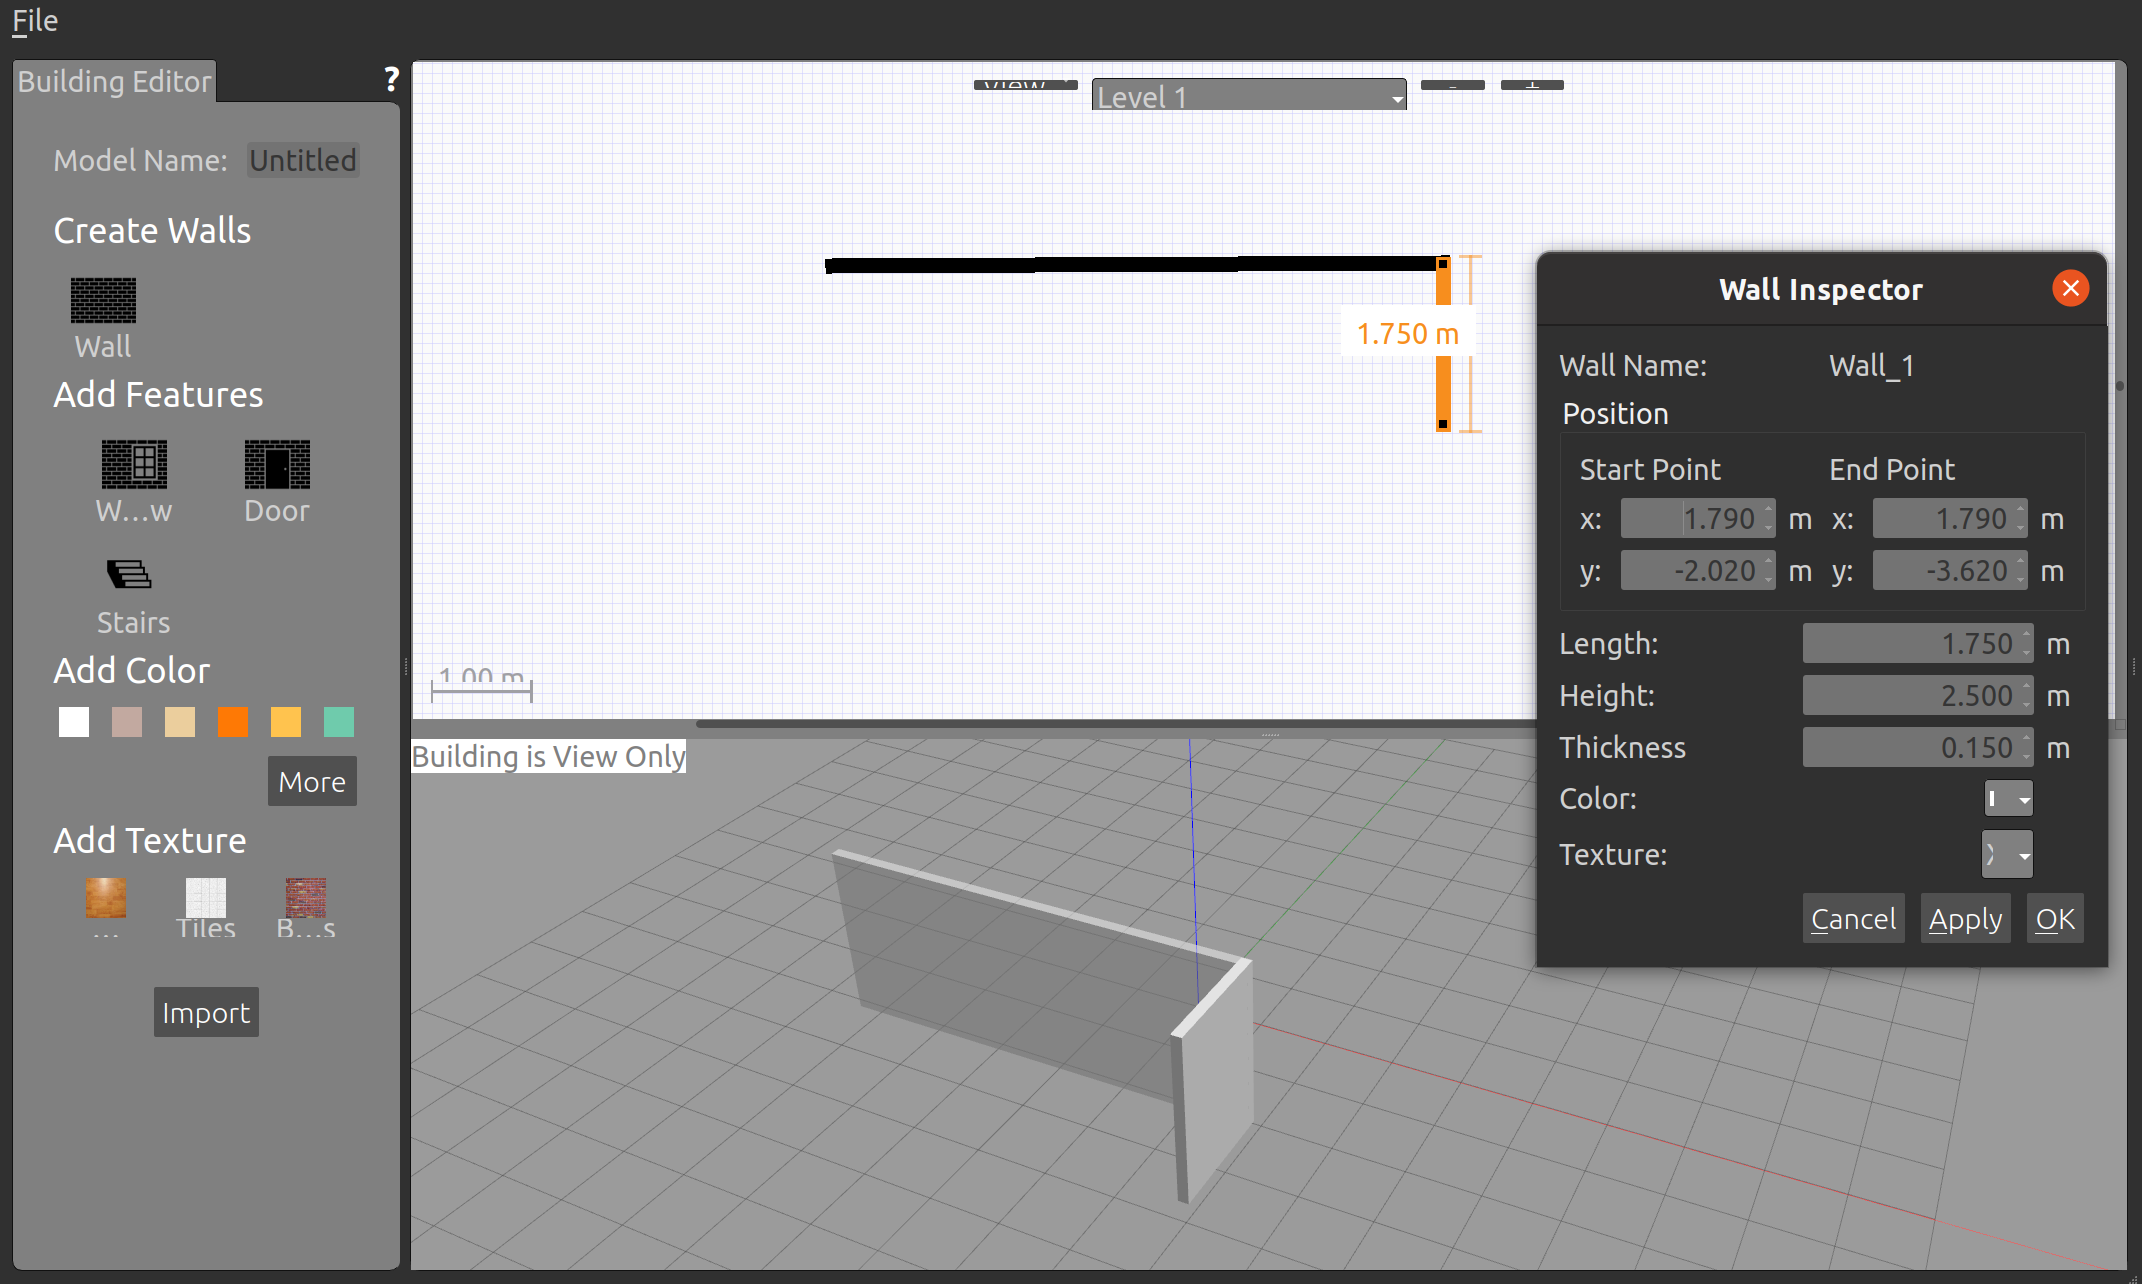 File
Building Editor
?
Model Name: Untitled
Create Walls
Wall
Add Features
W...w Door
Stairs
Add Color
More
Add Texture
... Tiles B...s
Import
View Level 1 - +
1.750 m
1.00 m
Building is View Only
Wall Inspector
Wall Name: Wall_1
Position
Start Point End Point
x: 1.790 m x: 1.790 m
y: -2.020 m y: -3.620 m
Length: 1.750 m
Height: 2.500 m
Thickness 0.150 m
Color:
Texture:
Cancel Apply OK